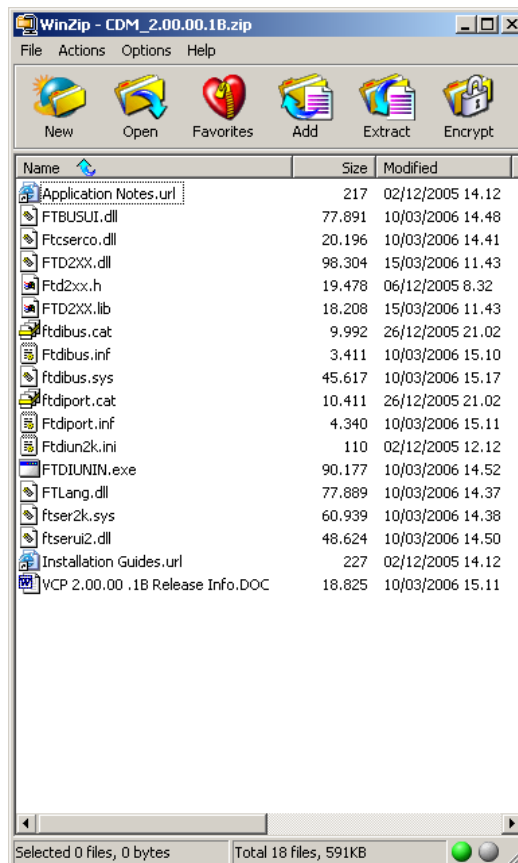 WinZip - CDM_2.00.00.1B.zip
File Actions Options Help
New Open Favorites Add Extract Encrypt
Name Size Modified
Application Notes.url 217 02/12/2005 14.12
FTBUSUI.dll 77.891 10/03/2006 14.48
Ftcserco.dll 20.196 10/03/2006 14.41
FTD2XX.dll 98.304 15/03/2006 11.43
Ftd2xx.h 19.478 06/12/2005 8.32
FTD2XX.lib 18.208 15/03/2006 11.43
ftdibus.cat 9.992 26/12/2005 21.02
Ftdibus.inf 3.411 10/03/2006 15.10
ftdibus.sys 45.617 10/03/2006 15.17
ftdiport.cat 10.411 26/12/2005 21.02
Ftdiport.inf 4.340 10/03/2006 15.11
Ftdiun2k.ini 110 02/12/2005 12.12
FTDIUNIN.exe 90.177 10/03/2006 14.52
FTLang.dll 77.889 10/03/2006 14.37
ftser2k.sys 60.939 10/03/2006 14.38
ftserui2.dll 48.624 10/03/2006 14.50
Installation Guides.url 227 02/12/2005 14.12
VCP 2.00.00 .1B Release Info.DOC 18.825 10/03/2006 15.11
Selected 0 files, 0 bytes Total 18 files, 591KB